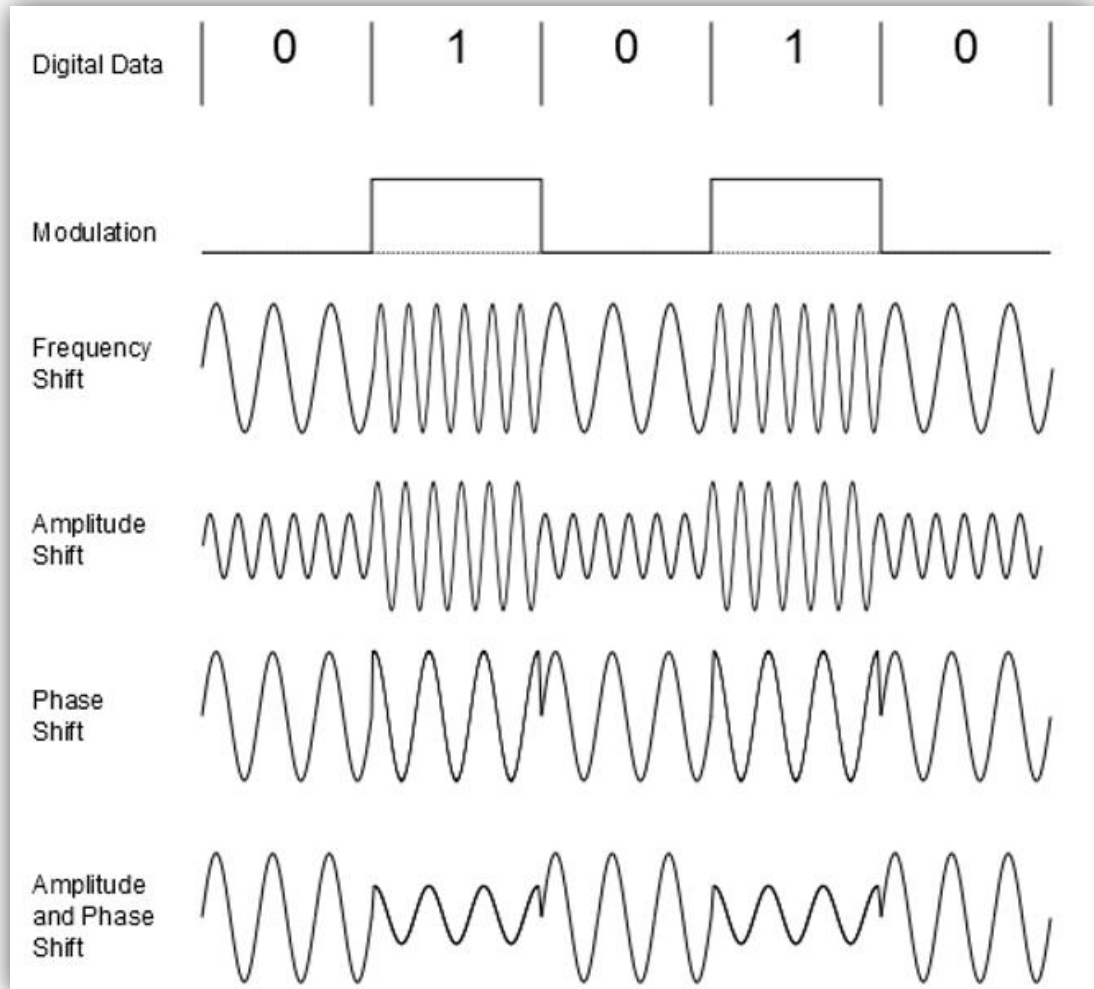 Digital Data 0 1 0 1 0
Modulation
Frequency
Shift
Amplitude
Shift
Phase
Shift
Amplitude
and Phase
Shift